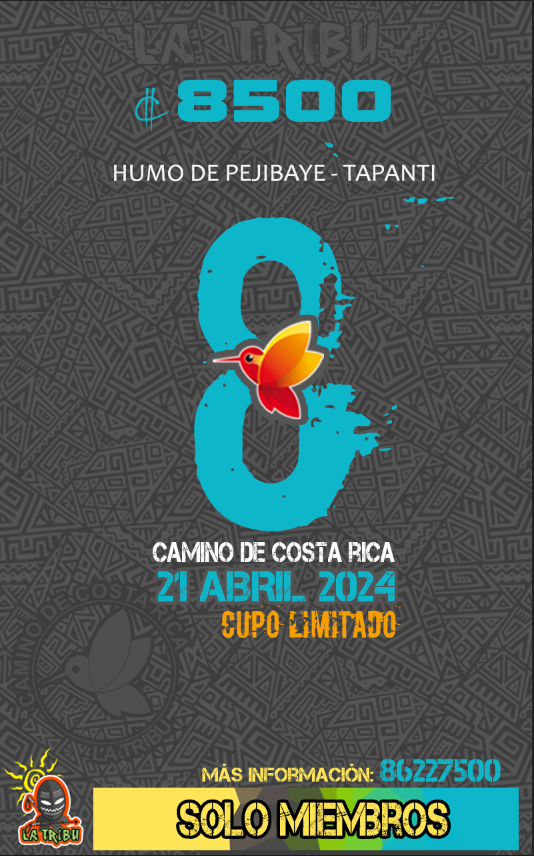 LA TRIBU
₡ 8500
HUMO DE PEJIBAYE - TAPANTI
8
CAMINO DE COSTA RICA
21 ABRIL 2024
CUPO LIMITADO
MÁS INFORMACIÓN: 86227500
LA TRIBU
SOLO MIEMBROS